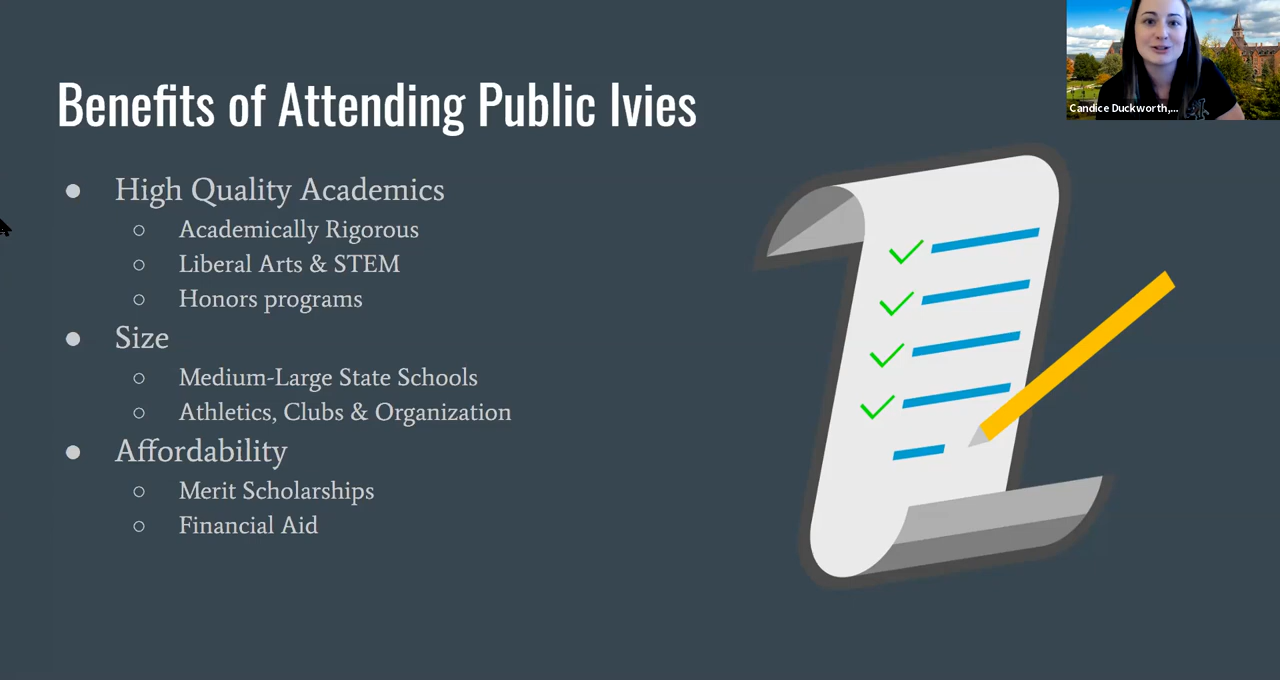 Benefits of Attending Public Ivies
Candice Duckworth,...
● High Quality Academics
○ Academically Rigorous
○ Liberal Arts & STEM
○ Honors programs
● Size
○ Medium-Large State Schools
○ Athletics, Clubs & Organization
● Affordability
○ Merit Scholarships
○ Financial Aid